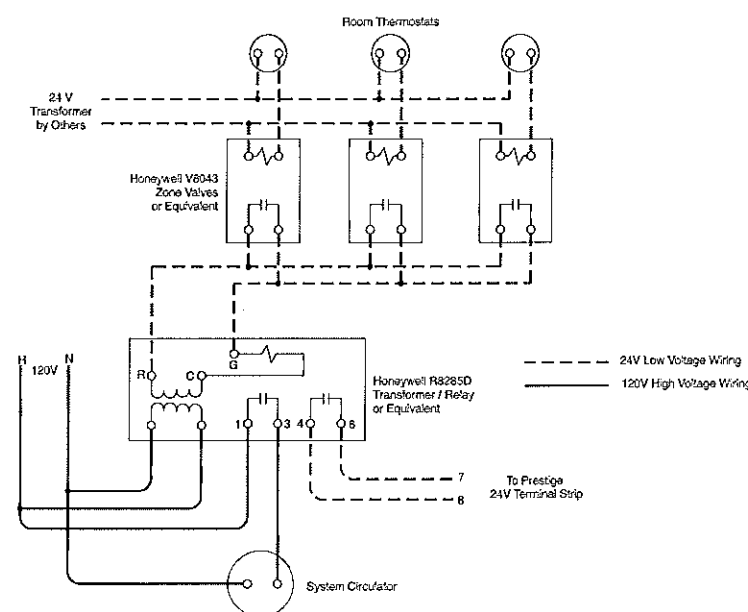 Room Thermostats
24 V
Transformer
by Others
Honeywell V8043
Zone Valves
or Equivalent
H
N
120V
R
C
G
Honeywell R8285D
Transformer / Relay
or Equivalent
1
3
4
6
24V Low Voltage Wiring
120V High Voltage Wiring
7
8
To Prestige
24V Terminal Strip
System Circulator